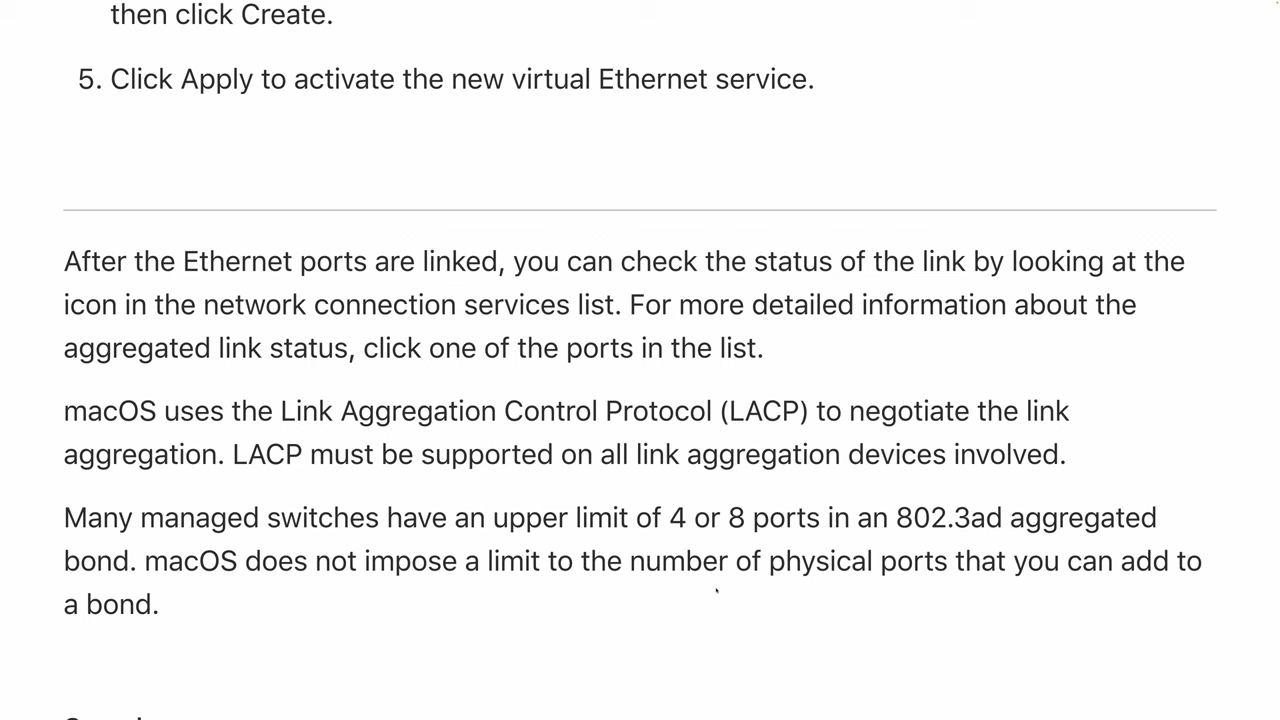 then click Create.
5. Click Apply to activate the new virtual Ethernet service.
After the Ethernet ports are linked, you can check the status of the link by looking at the
icon in the network connection services list. For more detailed information about the
aggregated link status, click one of the ports in the list.
macOS uses the Link Aggregation Control Protocol (LACP) to negotiate the link
aggregation. LACP must be supported on all link aggregation devices involved.
Many managed switches have an upper limit of 4 or 8 ports in an 802.3ad aggregated
bond. macOS does not impose a limit to the number of physical ports that you can add to
a bond.